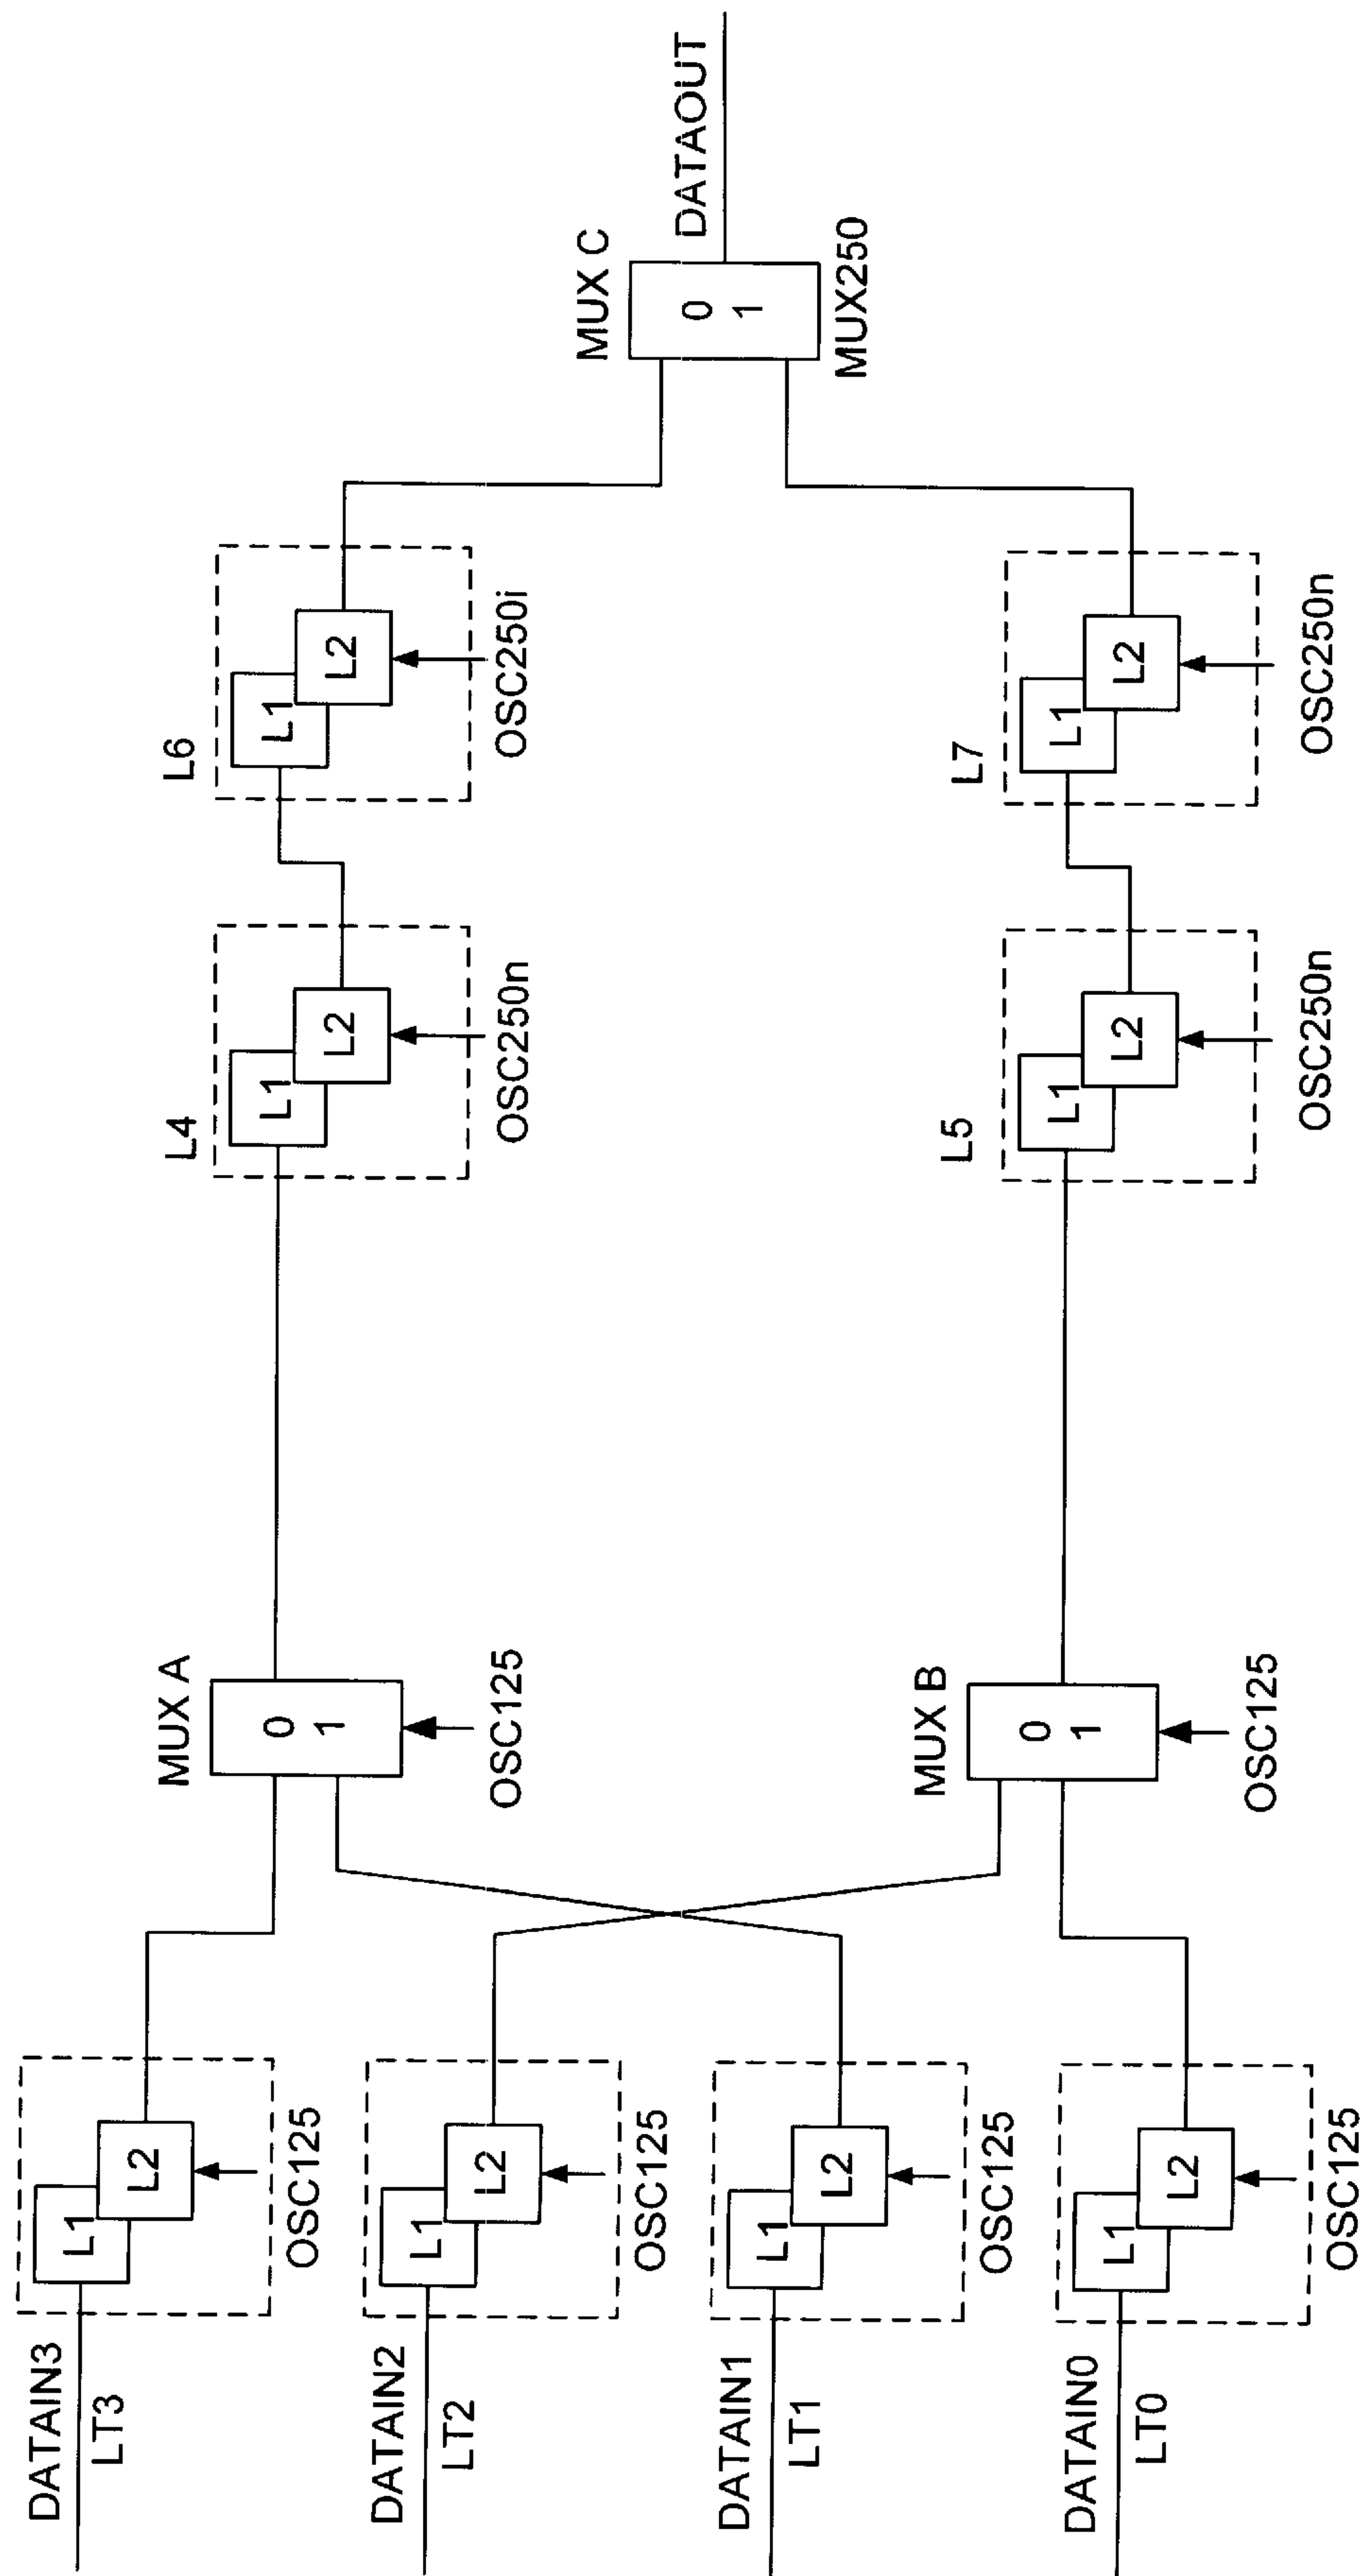 DATAIN3
LT3
L1
L2
OSC125
DATAIN2
LT2
L1
L2
OSC125
DATAIN1
LT1
L1
L2
OSC125
DATAIN0
LT0
L1
L2
OSC125
MUX A
0
1
OSC125
MUX B
0
1
OSC125
L4
L1
L2
OSC250n
L5
L1
L2
OSC250n
L6
L1
L2
OSC250i
L7
L1
L2
OSC250n
MUX C
0
1
MUX250
DATAOUT